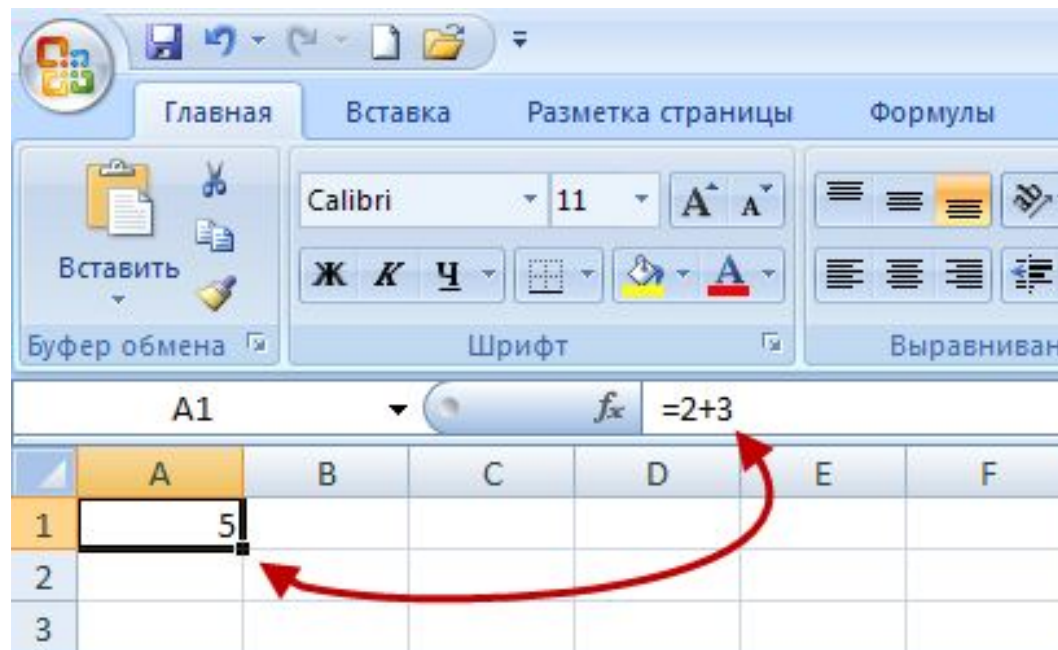 Главная Вставка Разметка страницы Формулы
Calibri 11 A A
Вставить
Ж К Ч A
Буфер обмена Шрифт Выравниван
A1 fx =2+3
A B C D E F
1 5
2
3